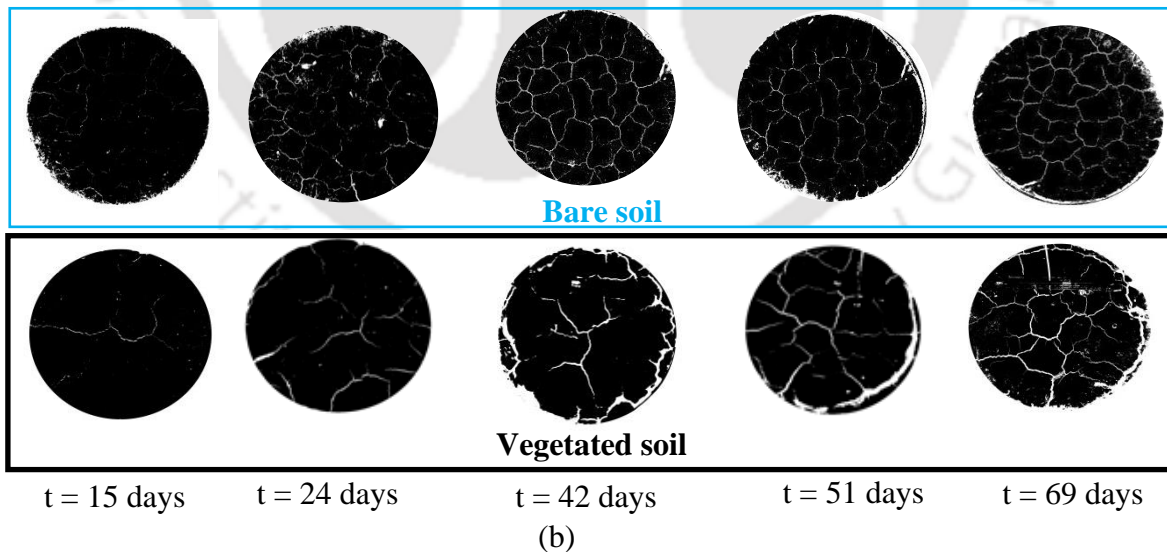 Bare soil
Vegetated soil
t = 15 days
t = 24 days
t = 42 days
t = 51 days
t = 69 days
(b)